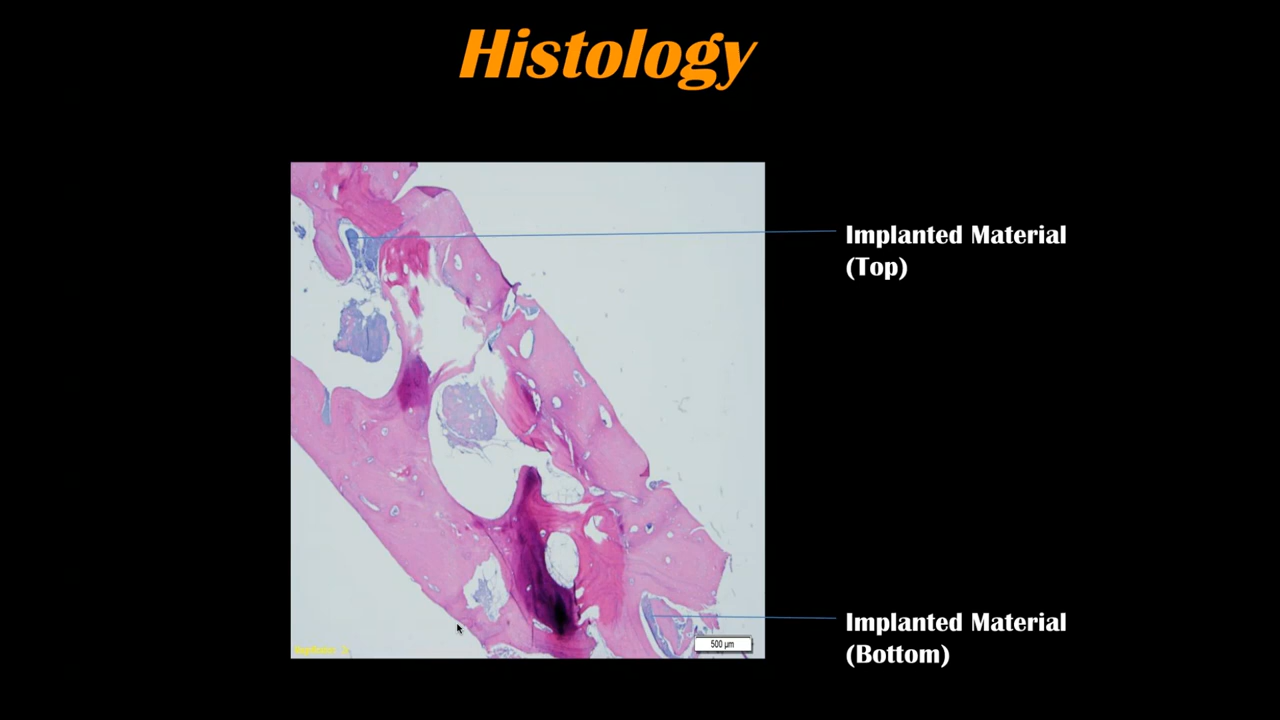 Histology
Implanted Material
(Top)
Implanted Material
(Bottom)
500 µm